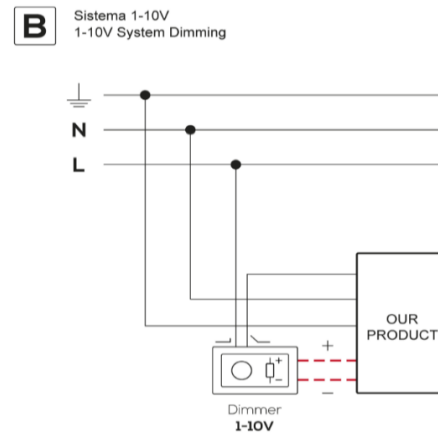 B
Sistema 1-10V
1-10V System Dimming
N
L
OUR
PRODUCT
+
+
−
−
Dimmer
1-10V